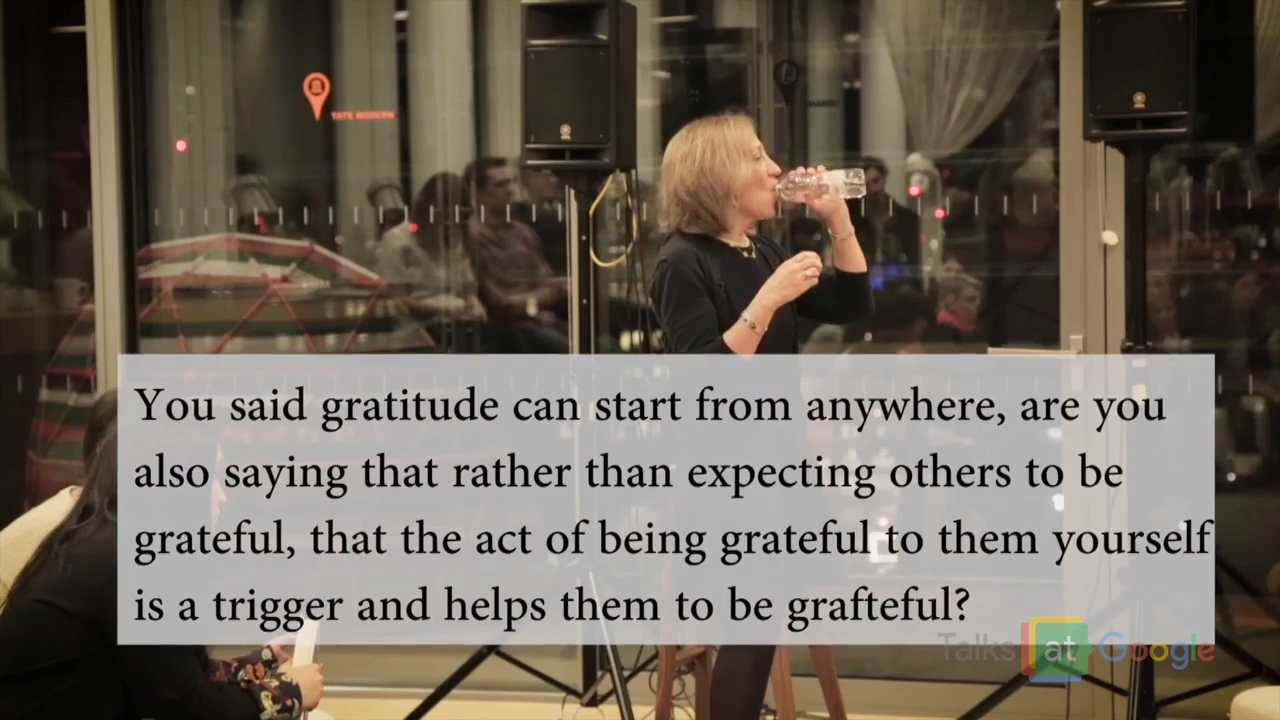 TATE MODERN
You said gratitude can start from anywhere, are you
also saying that rather than expecting others to be
grateful, that the act of being grateful to them yourself
is a trigger and helps them to be grafteful?
Talks at Google